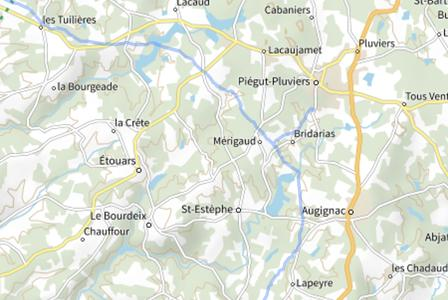 Lacaud
Cabaniers
St-Bart
les Tuilières
Lacaujamet
Pluviers
la Bourgeade
Piégut-Pluviers
Tous Vent
la Crête
Mérigaud
Bridarias
Étouars
St-Estèphe
Augignac
Le Bourdeix
Chauffour
Abjat
les Chadaud
Lapeyre